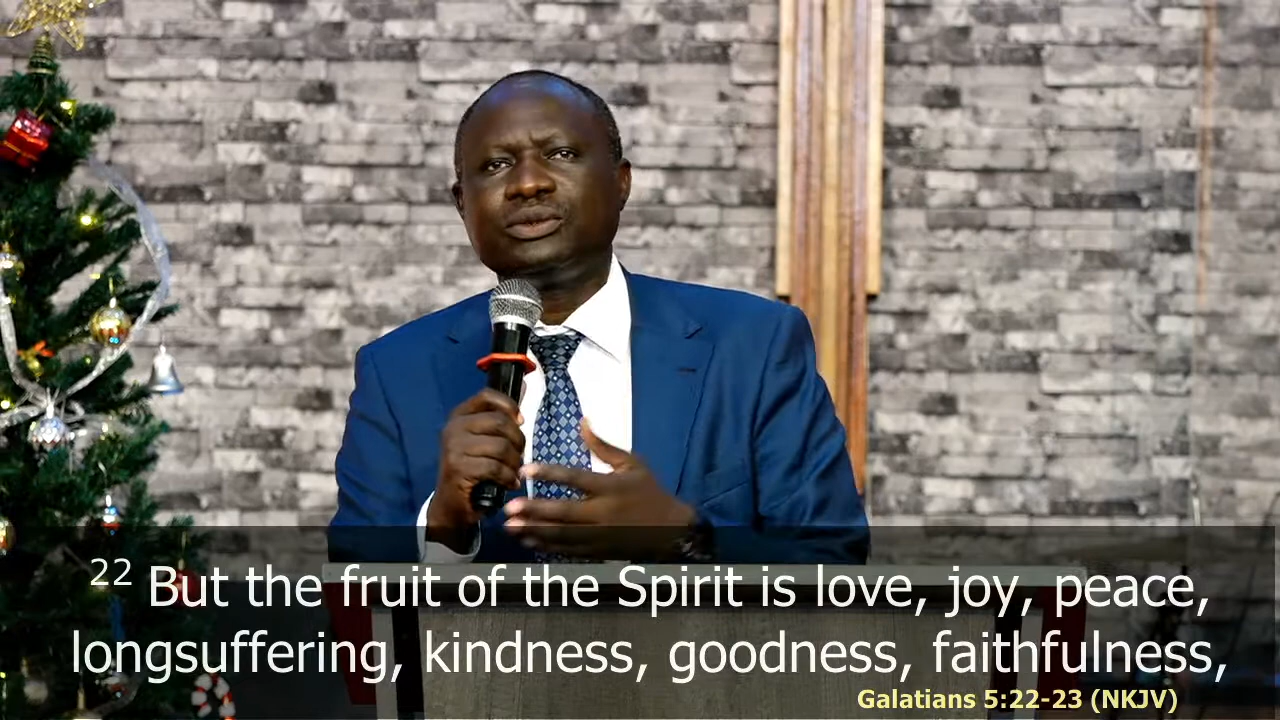 22 But the fruit of the Spirit is love, joy, peace,
longsuffering, kindness, goodness, faithfulness,
Galatians 5:22-23 (NKJV)